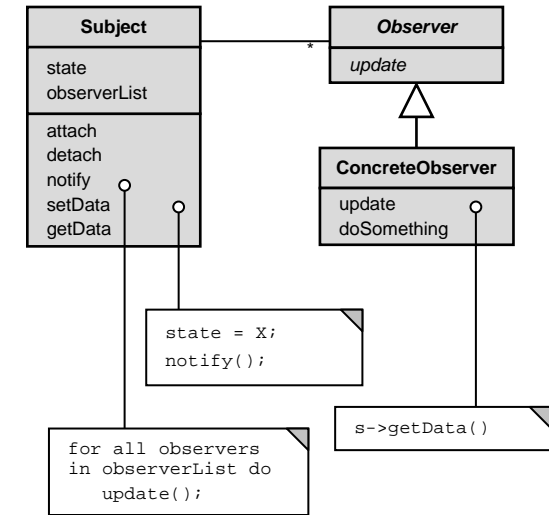 Subject
state
observerList
attach
detach
notify
setData
getData
*
Observer
update
ConcreteObserver
update
doSomething
state = X;
notify();
s->getData()
for all observers
in observerList do
update();